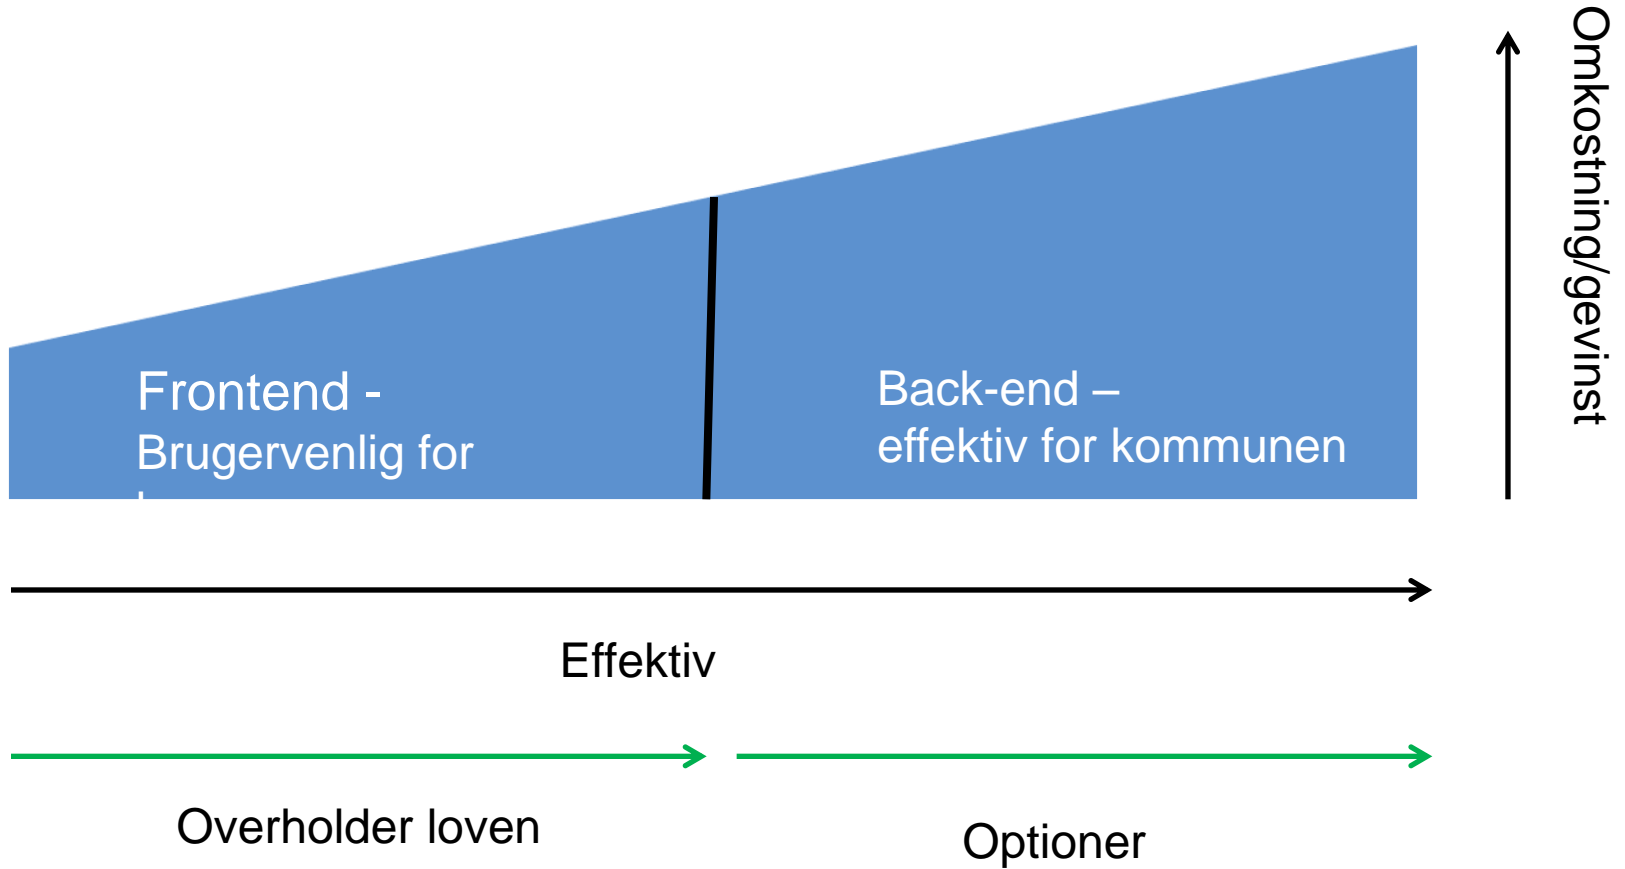 Omkostning/gevinst
Frontend -
Brugervenlig for
Back-end –
effektiv for kommunen
Effektiv
Overholder loven
Optioner